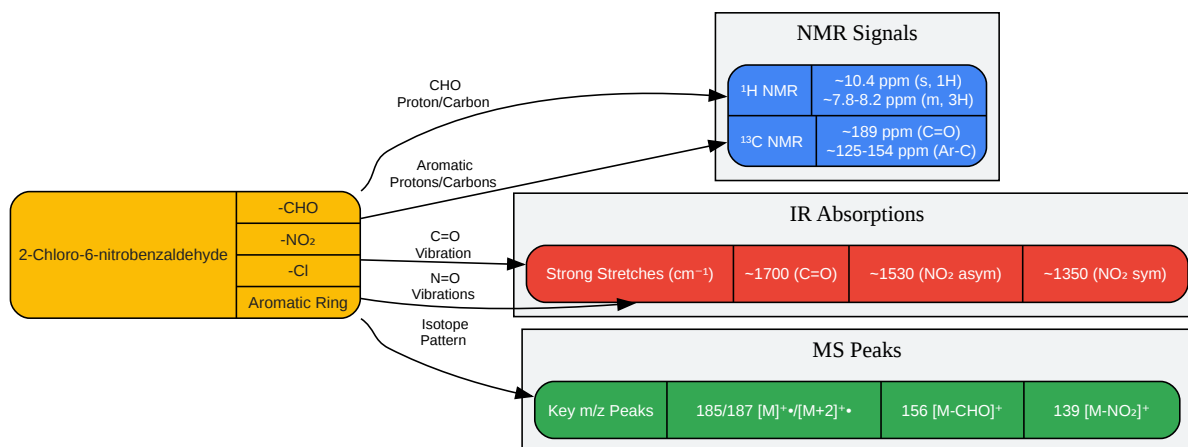 NMR Signals
¹H NMR
~10.4 ppm (s, 1H)
~7.8-8.2 ppm (m, 3H)
¹³C NMR
~189 ppm (C=O)
~125-154 ppm (Ar-C)
CHO
Proton/Carbon
Aromatic
Protons/Carbons
2-Chloro-6-nitrobenzaldehyde
-CHO
-NO₂
-Cl
Aromatic Ring
C=O
Vibration
N=O
Vibrations
Isotope
Pattern
IR Absorptions
Strong Stretches (cm⁻¹)
~1700 (C=O)
~1530 (NO₂ asym)
~1350 (NO₂ sym)
MS Peaks
Key m/z Peaks
185/187 [M]⁺•/[M+2]⁺•
156 [M-CHO]⁺
139 [M-NO₂]⁺